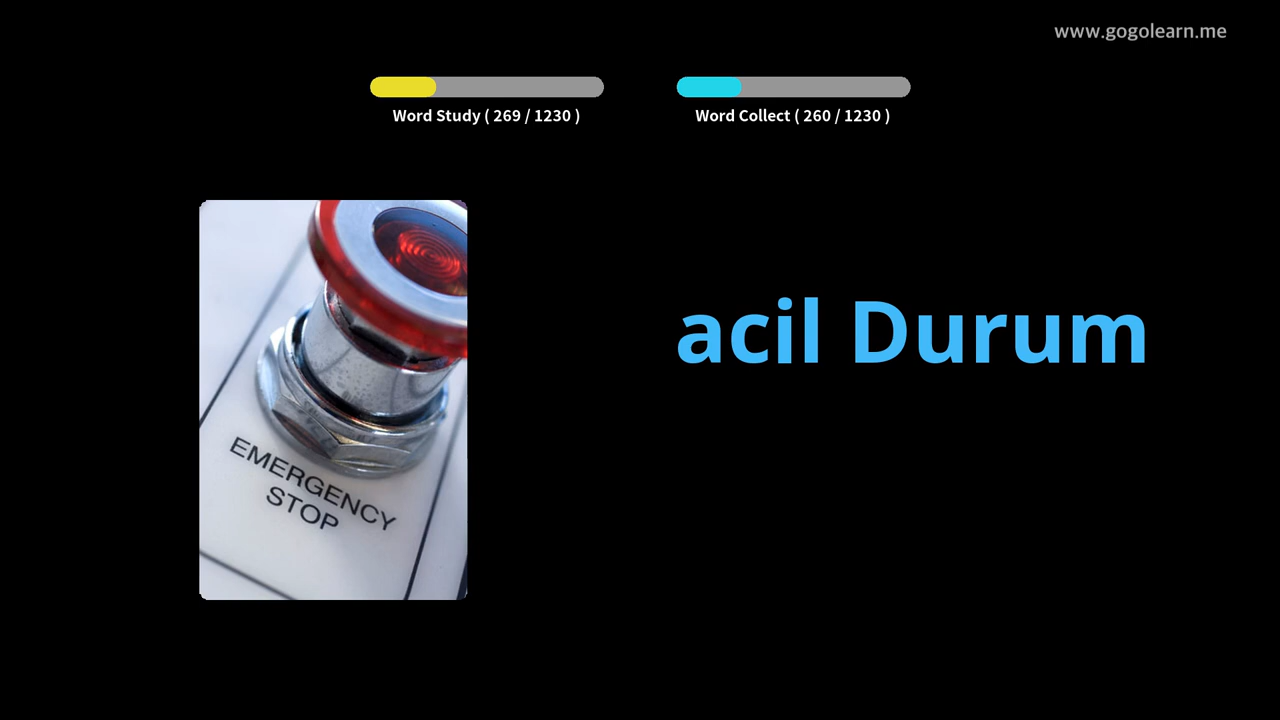 www.gogolearn.me
Word Study ( 269 / 1230 )
Word Collect ( 260 / 1230 )
acil Durum
EMERGENCY
STOP